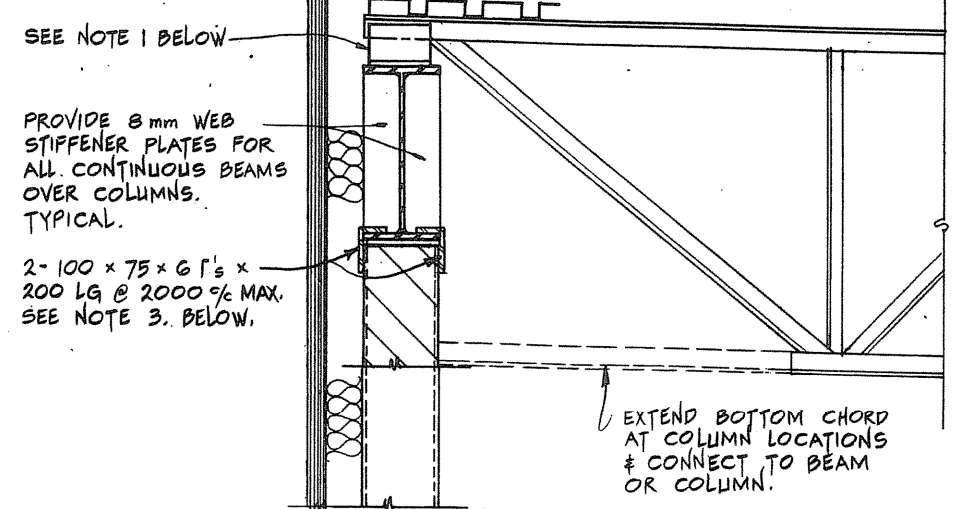 SEE NOTE 1 BELOW
PROVIDE 8 mm WEB
STIFFENER PLATES FOR
ALL. CONTINUOUS BEAMS
OVER COLUMNS.
TYPICAL.
2- 100 × 75 × 6 Γ's ×
200 LG @ 2000 c/c MAX.
SEE NOTE 3. BELOW.
EXTEND BOTTOM CHORD
AT COLUMN LOCATIONS
& CONNECT TO BEAM
OR COLUMN.